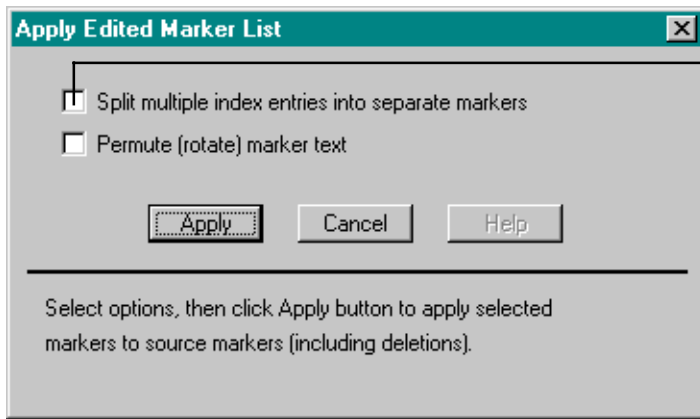 Apply Edited Marker List
Split multiple index entries into separate markers
Permute (rotate) marker text
Apply Cancel Help
Select options, then click Apply button to apply selected
markers to source markers (including deletions).